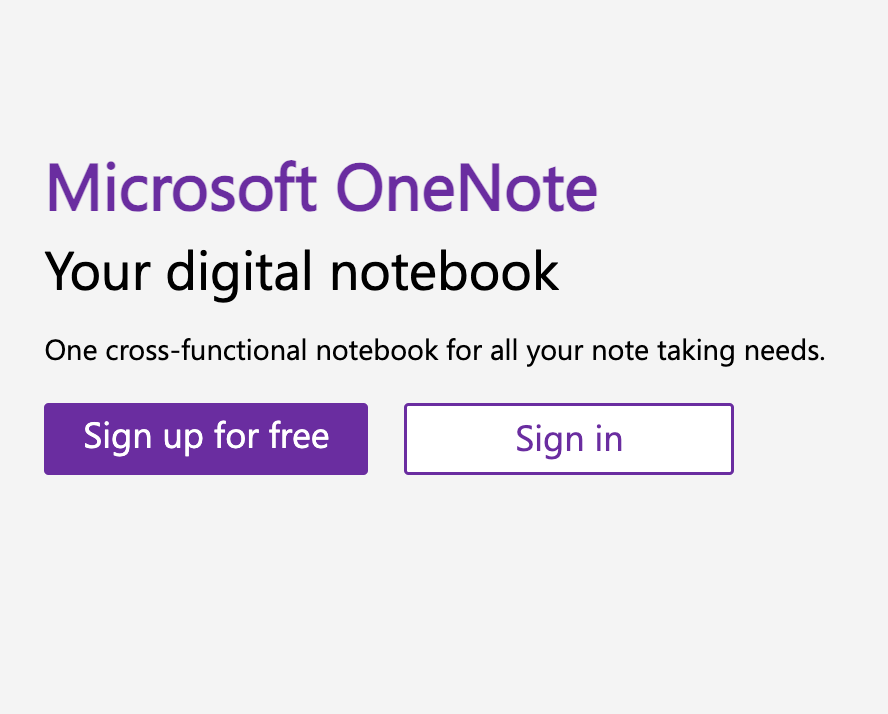 Microsoft OneNote
Your digital notebook
One cross-functional notebook for all your note taking needs.
Sign up for free
Sign in